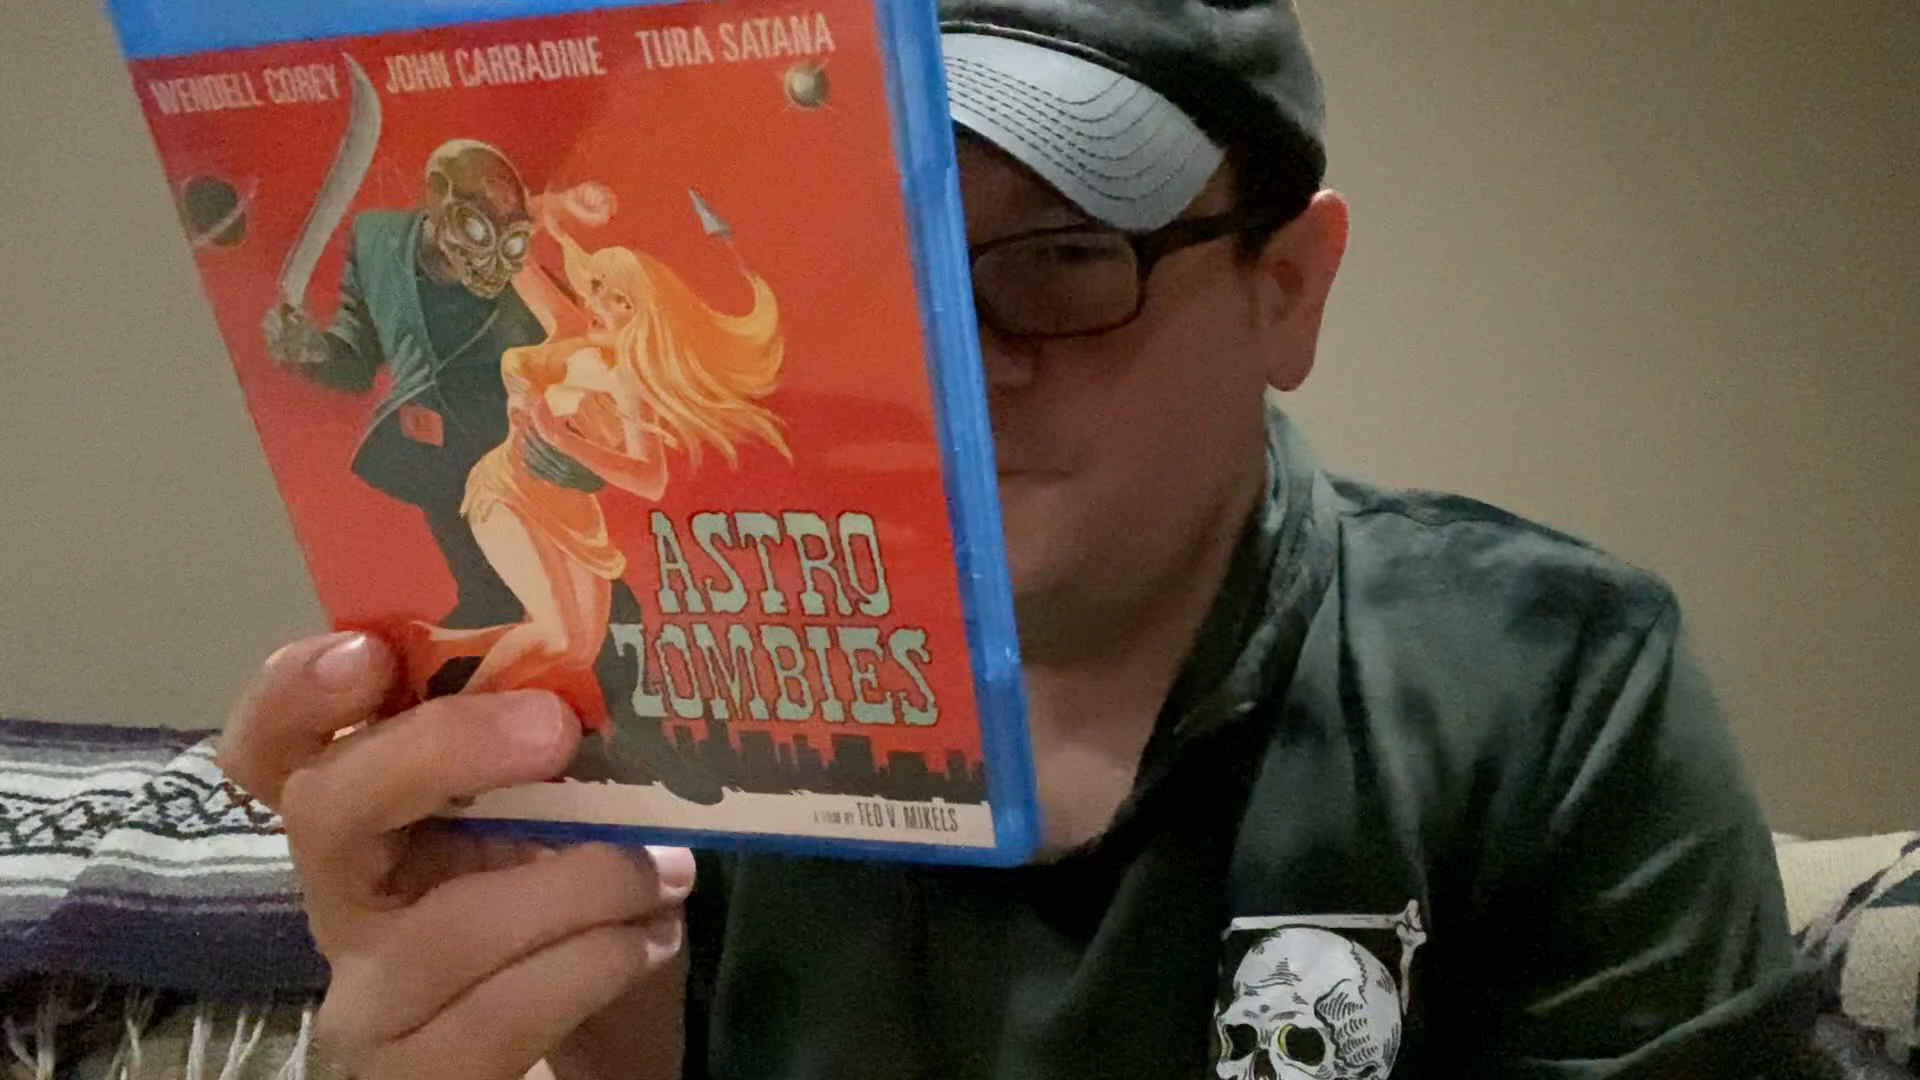 WENDELL COREY JOHN CARRADINE TURA SATANA
ASTRO
ZOMBIES
A FILM BY TED V. MIKELS